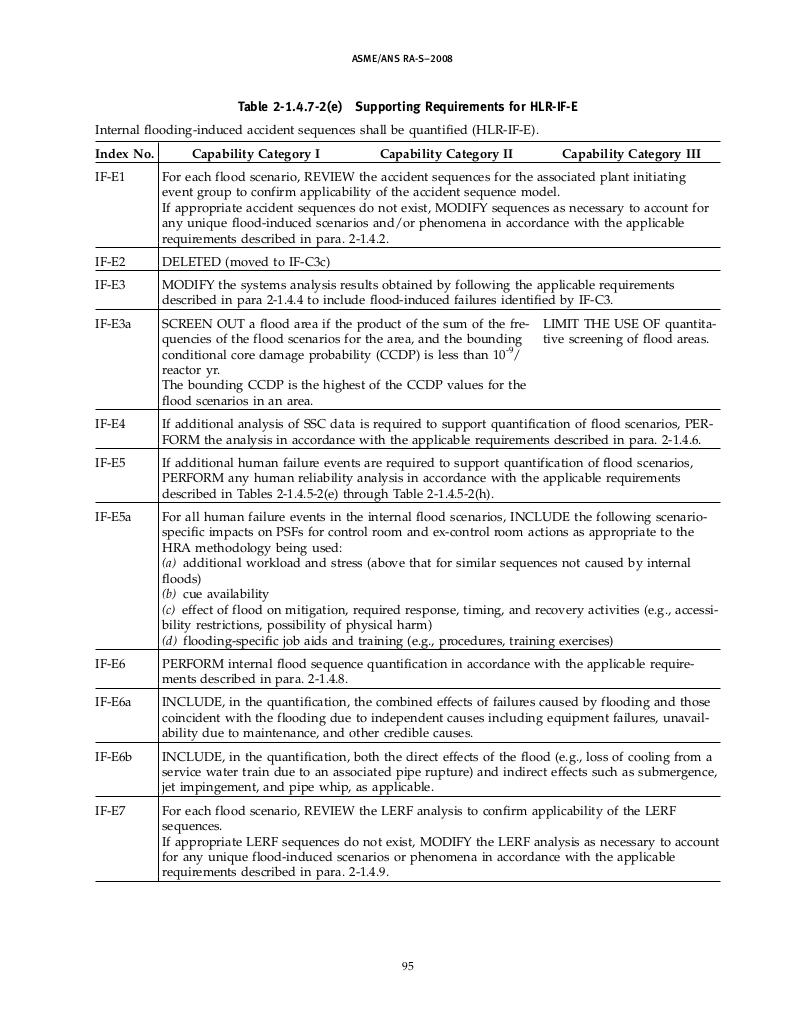 ASME/ANS RA-S–2008
Table 2-1.4.7-2(e) Supporting Requirements for HLR-IF-E
Internal flooding-induced accident sequences shall be quantified (HLR-IF-E).
Index No. Capability Category I Capability Category II Capability Category III
IF-E1 For each flood scenario, REVIEW the accident sequences for the associated plant initiating
event group to confirm applicability of the accident sequence model.
If appropriate accident sequences do not exist, MODIFY sequences as necessary to account for
any unique flood-induced scenarios and/or phenomena in accordance with the applicable
requirements described in para. 2-1.4.2.
IF-E2 DELETED (moved to IF-C3c)
IF-E3 MODIFY the systems analysis results obtained by following the applicable requirements
described in para 2-1.4.4 to include flood-induced failures identified by IF-C3.
IF-E3a SCREEN OUT a flood area if the product of the sum of the fre- LIMIT THE USE OF quantita-
quencies of the flood scenarios for the area, and the bounding tive screening of flood areas.
conditional core damage probability (CCDP) is less than 10-9/
reactor yr.
The bounding CCDP is the highest of the CCDP values for the
flood scenarios in an area.
IF-E4 If additional analysis of SSC data is required to support quantification of flood scenarios, PER-
FORM the analysis in accordance with the applicable requirements described in para. 2-1.4.6.
IF-E5 If additional human failure events are required to support quantification of flood scenarios,
PERFORM any human reliability analysis in accordance with the applicable requirements
described in Tables 2-1.4.5-2(e) through Table 2-1.4.5-2(h).
IF-E5a For all human failure events in the internal flood scenarios, INCLUDE the following scenario-
specific impacts on PSFs for control room and ex-control room actions as appropriate to the
HRA methodology being used:
(a) additional workload and stress (above that for similar sequences not caused by internal
floods)
(b) cue availability
(c) effect of flood on mitigation, required response, timing, and recovery activities (e.g., accessi-
bility restrictions, possibility of physical harm)
(d) flooding-specific job aids and training (e.g., procedures, training exercises)
IF-E6 PERFORM internal flood sequence quantification in accordance with the applicable require-
ments described in para. 2-1.4.8.
IF-E6a INCLUDE, in the quantification, the combined effects of failures caused by flooding and those
coincident with the flooding due to independent causes including equipment failures, unavail-
ability due to maintenance, and other credible causes.
IF-E6b INCLUDE, in the quantification, both the direct effects of the flood (e.g., loss of cooling from a
service water train due to an associated pipe rupture) and indirect effects such as submergence,
jet impingement, and pipe whip, as applicable.
IF-E7 For each flood scenario, REVIEW the LERF analysis to confirm applicability of the LERF
sequences.
If appropriate LERF sequences do not exist, MODIFY the LERF analysis as necessary to account
for any unique flood-induced scenarios or phenomena in accordance with the applicable
requirements described in para. 2-1.4.9.
95